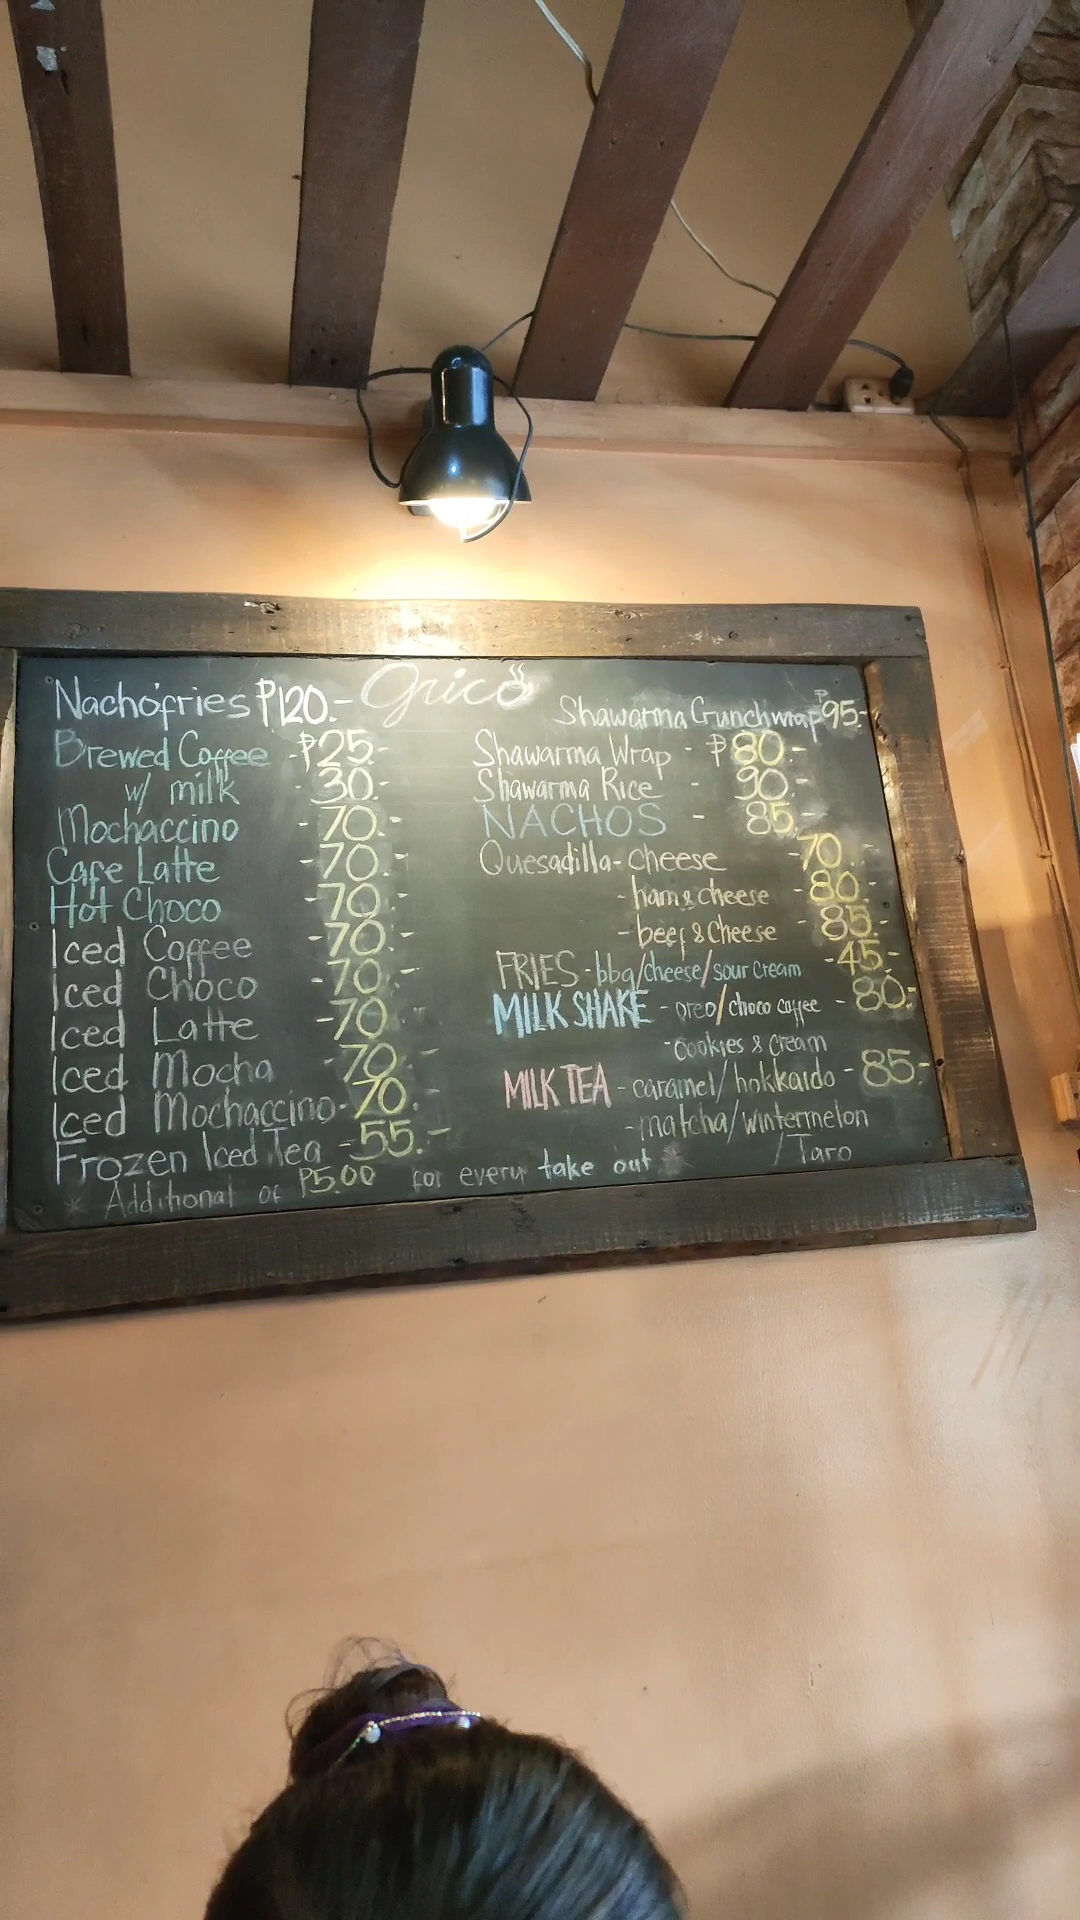 Grico
Nachofries ₱120.-
Brewed Coffee - ₱25.-
w/ milk - 30.-
Mochaccino - 70.-
Cafe Latte - 70.-
Hot Choco - 70.-
Iced Coffee - 70.-
Iced Choco - 70.-
Iced Latte - 70.-
Iced Mocha - 70.-
Iced Mochaccino - 70.-
Frozen Iced Tea - 55.-
* Additional of ₱5.00 for every take out *
Shawarma Crunchwrap ₱95.-
Shawarma Wrap - ₱80.-
Shawarma Rice - 90.-
NACHOS - 85.-
Quesadilla - cheese - 70.-
- ham & cheese - 80.-
- beef & cheese - 85.-
FRIES - bbq/cheese/sour cream - 45.-
MILK SHAKE - oreo/choco coffee - 80.-
- cookies & cream
MILK TEA - caramel/hokkaido - 85.-
- matcha/wintermelon
/Taro